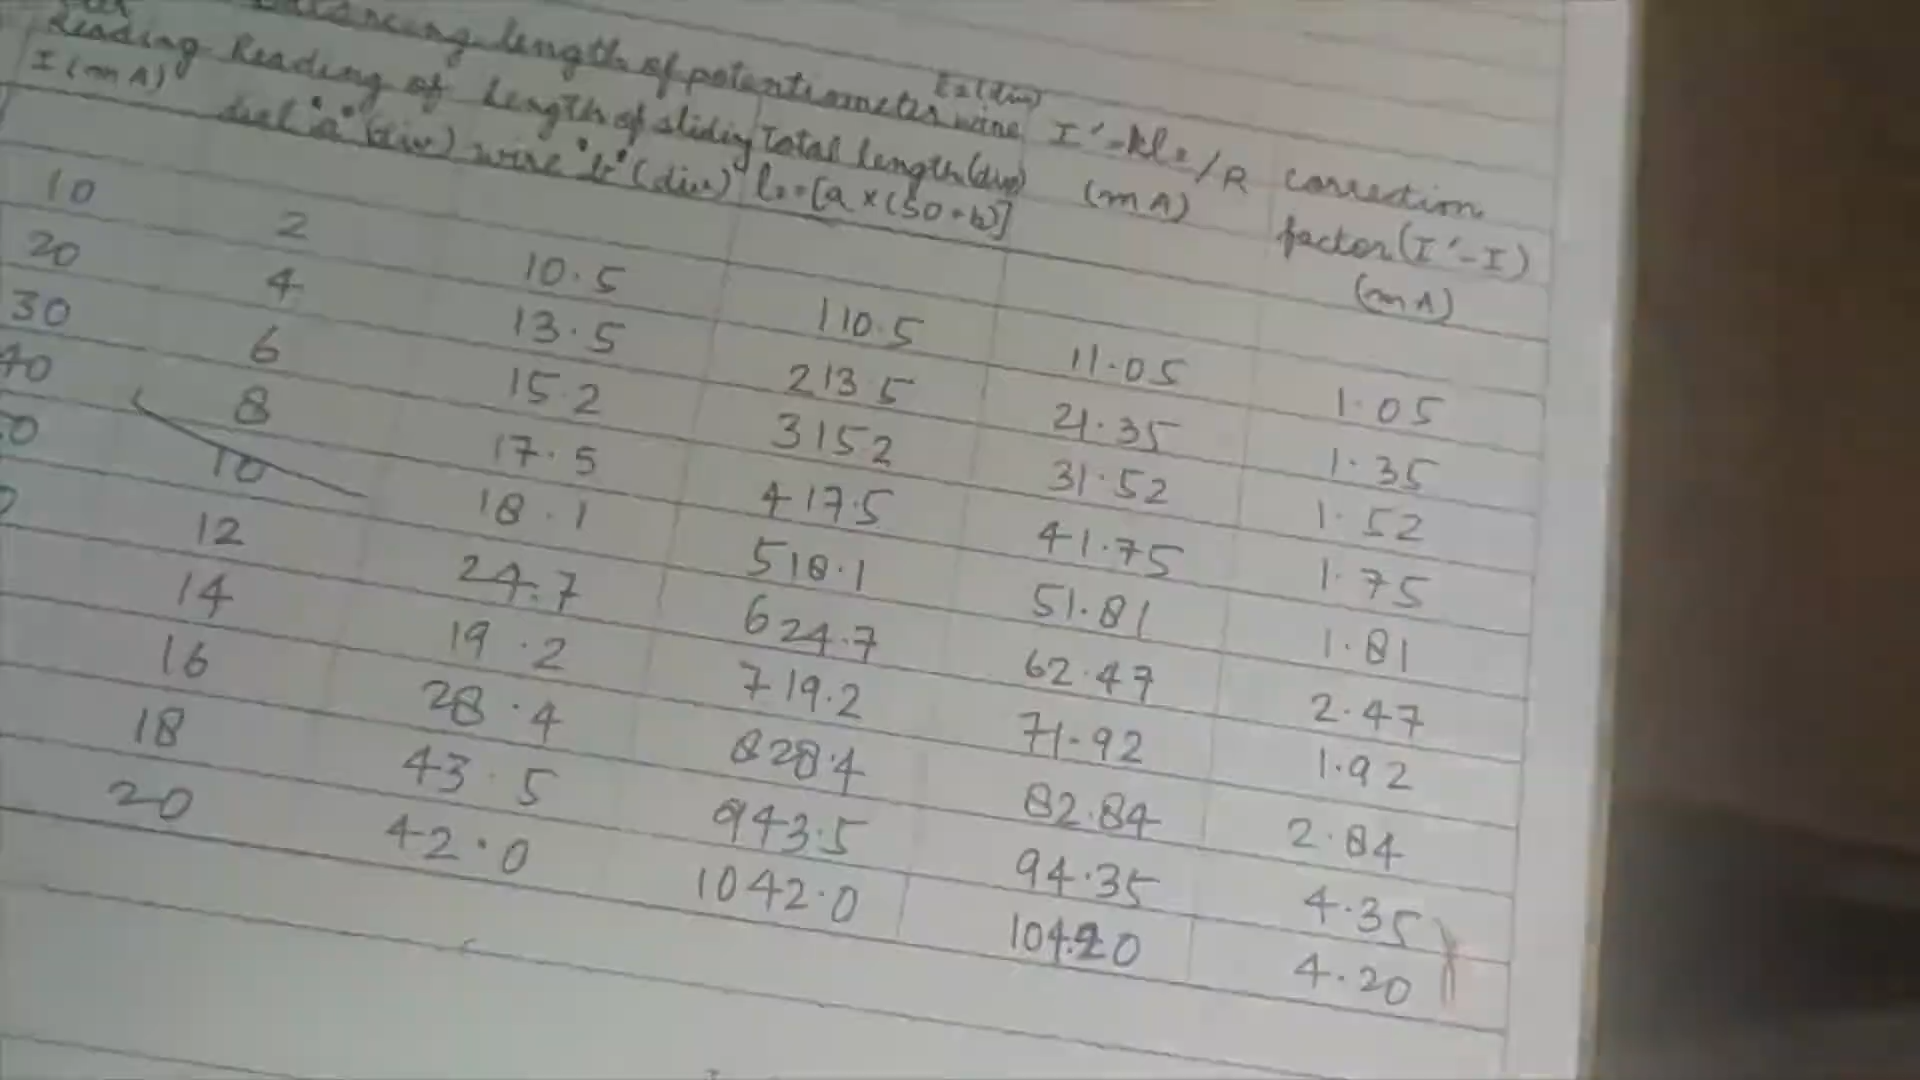 length of potentiometer wire l2 (div)
Reading Reading of Length of sliding Total length (div) I' = kl2/R correction
I (mA) dial "a" (div) wire "b" (div) l2 = [a × (50+b)] (mA) factor (I' - I)
(mA)
10 2 10.5 110.5 11.05 1.05
20 4 13.5 213.5 21.35 1.35
30 6 15.2 3152 31.52 1.52
40 8 17.5 417.5 41.75 1.75
10 18.1 518.1 51.81 1.81
12 24.7 624.7 62.47 2.47
14 19.2 719.2 71.92 1.92
16 28.4 828.4 82.84 2.84
18 43.5 943.5 94.35 4.35
20 42.0 1042.0 104.20 4.20